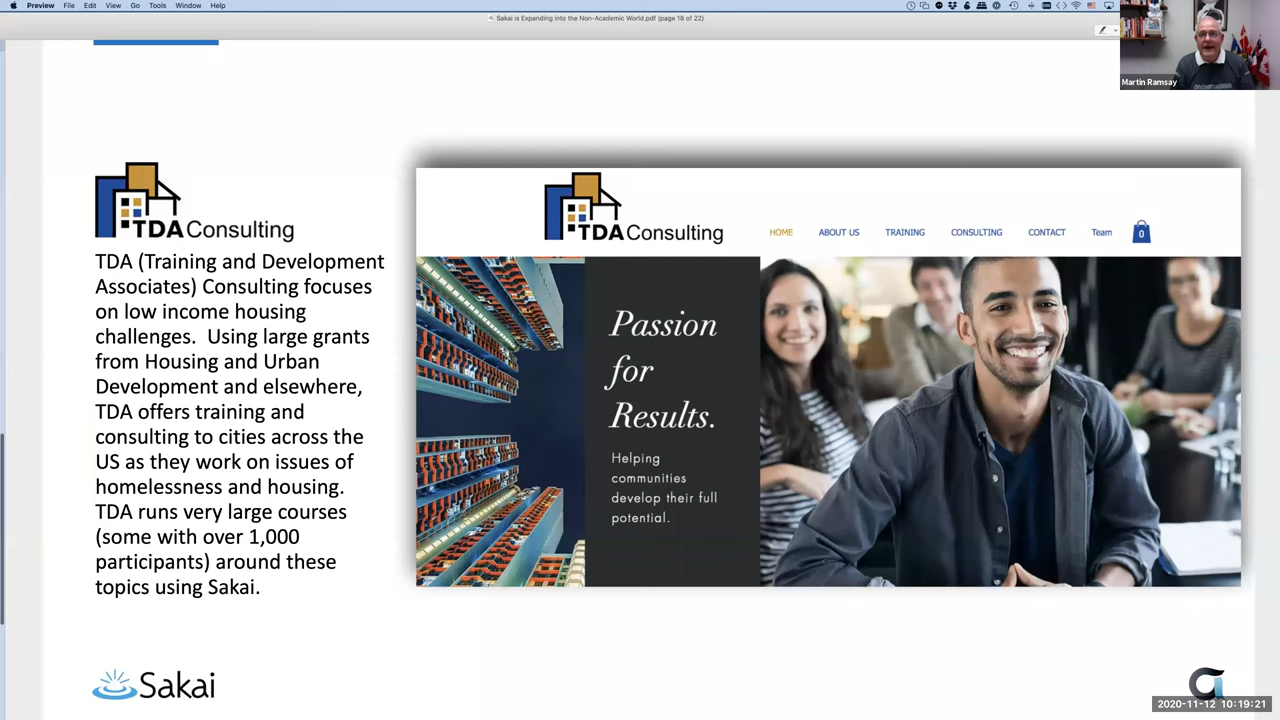 Preview File Edit View Go Tools Window Help
Sakai is Expanding into the Non-Academic World.pdf (page 18 of 22)
Martin Ramsay
TDA Consulting
TDA (Training and Development
Associates) Consulting focuses
on low income housing
challenges. Using large grants
from Housing and Urban
Development and elsewhere,
TDA offers training and
consulting to cities across the
US as they work on issues of
homelessness and housing.
TDA runs very large courses
(some with over 1,000
participants) around these
topics using Sakai.
TDA Consulting
HOME ABOUT US TRAINING CONSULTING CONTACT Team 0
Passion
for
Results.
Helping
communities
develop their full
potential.
Sakai
2020-11-12 10:19:21